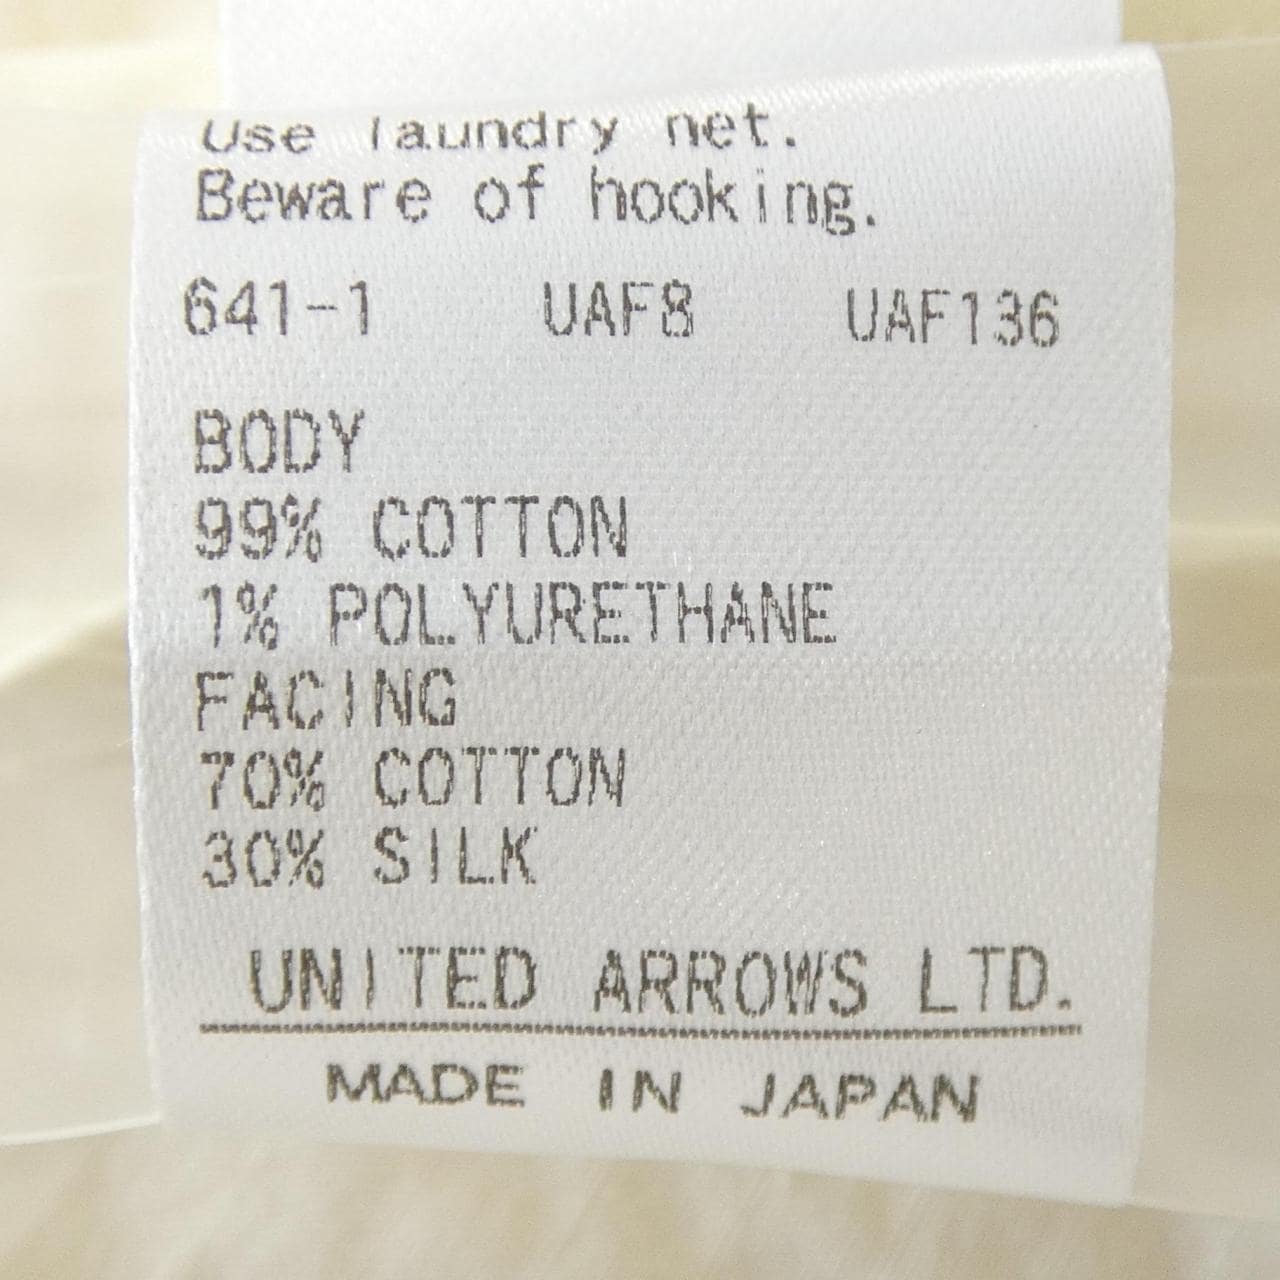 Use laundry net.
Beware of hooking.
641-1 UAF8 UAF136
BODY
99% COTTON
1% POLYURETHANE
FACING
70% COTTON
30% SILK
UNITED ARROWS LTD.
MADE IN JAPAN